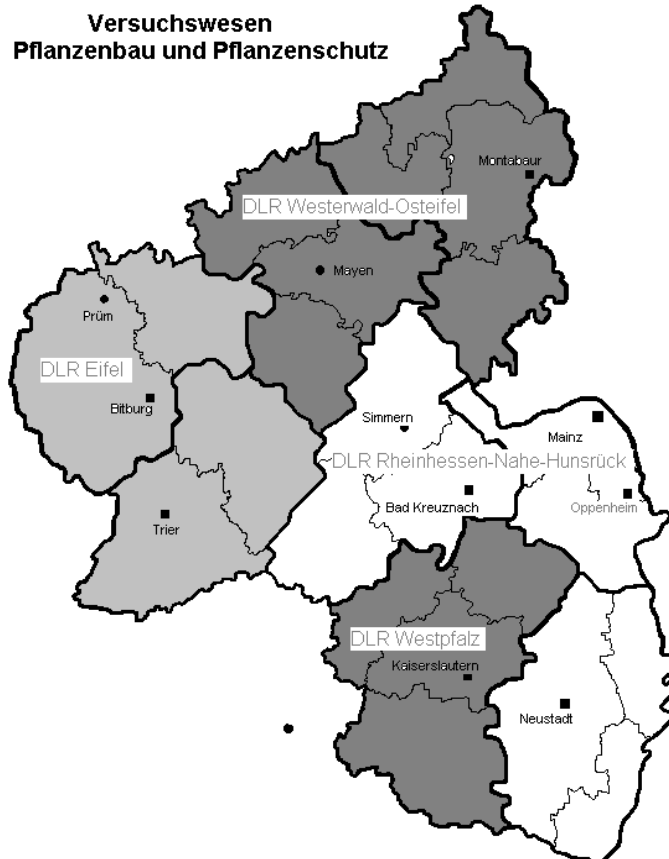 Versuchswesen
Pflanzenbau und Pflanzenschutz
Montabaur
DLR Westerwald-Osteifel
Mayen
Prüm
DLR Eifel
Bitburg
Simmern
Mainz
DLR Rheinhessen-Nahe-Hunsrück
Bad Kreuznach
Oppenheim
Trier
DLR Westpfalz
Kaiserslautern
Neustadt